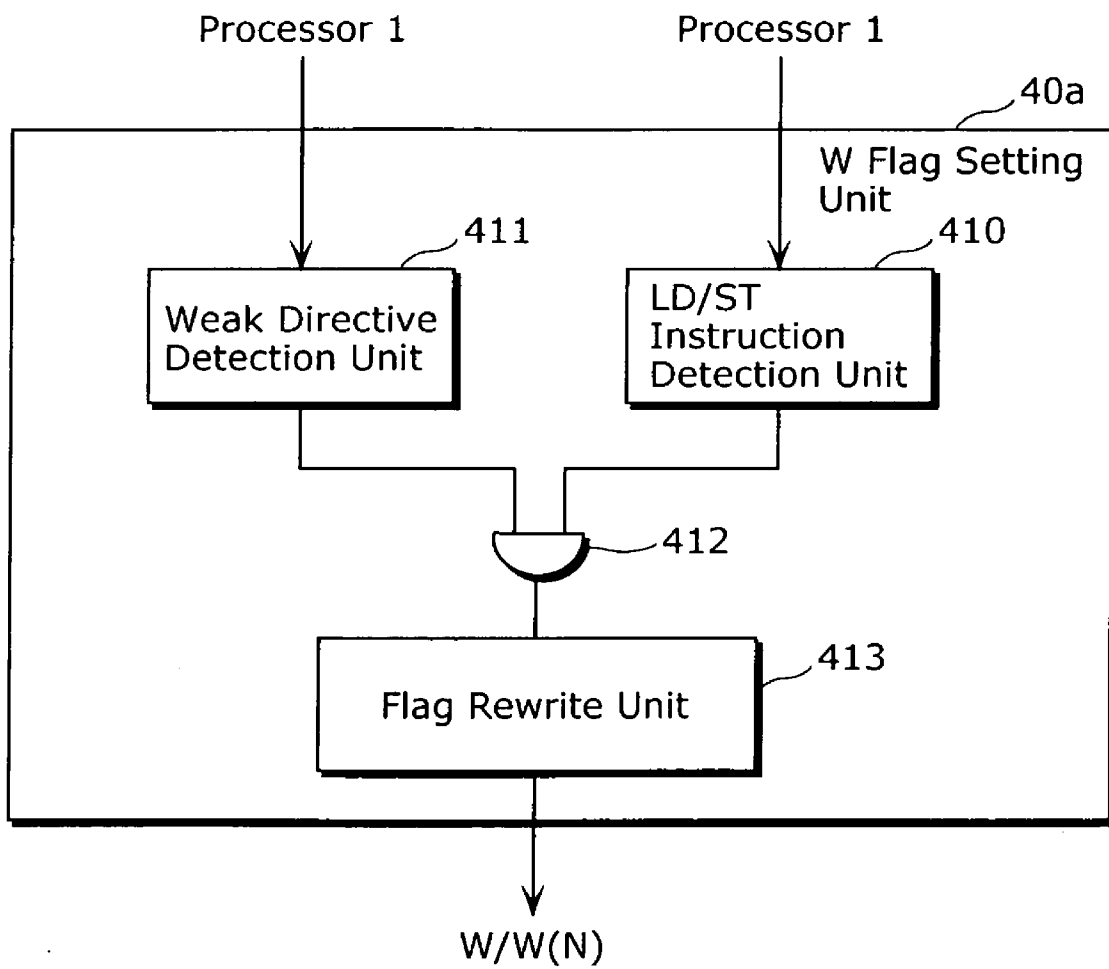 Processor 1
Processor 1
40a
W Flag Setting
Unit
411
410
Weak Directive
Detection Unit
LD/ST
Instruction
Detection Unit
412
413
Flag Rewrite Unit
W/W(N)